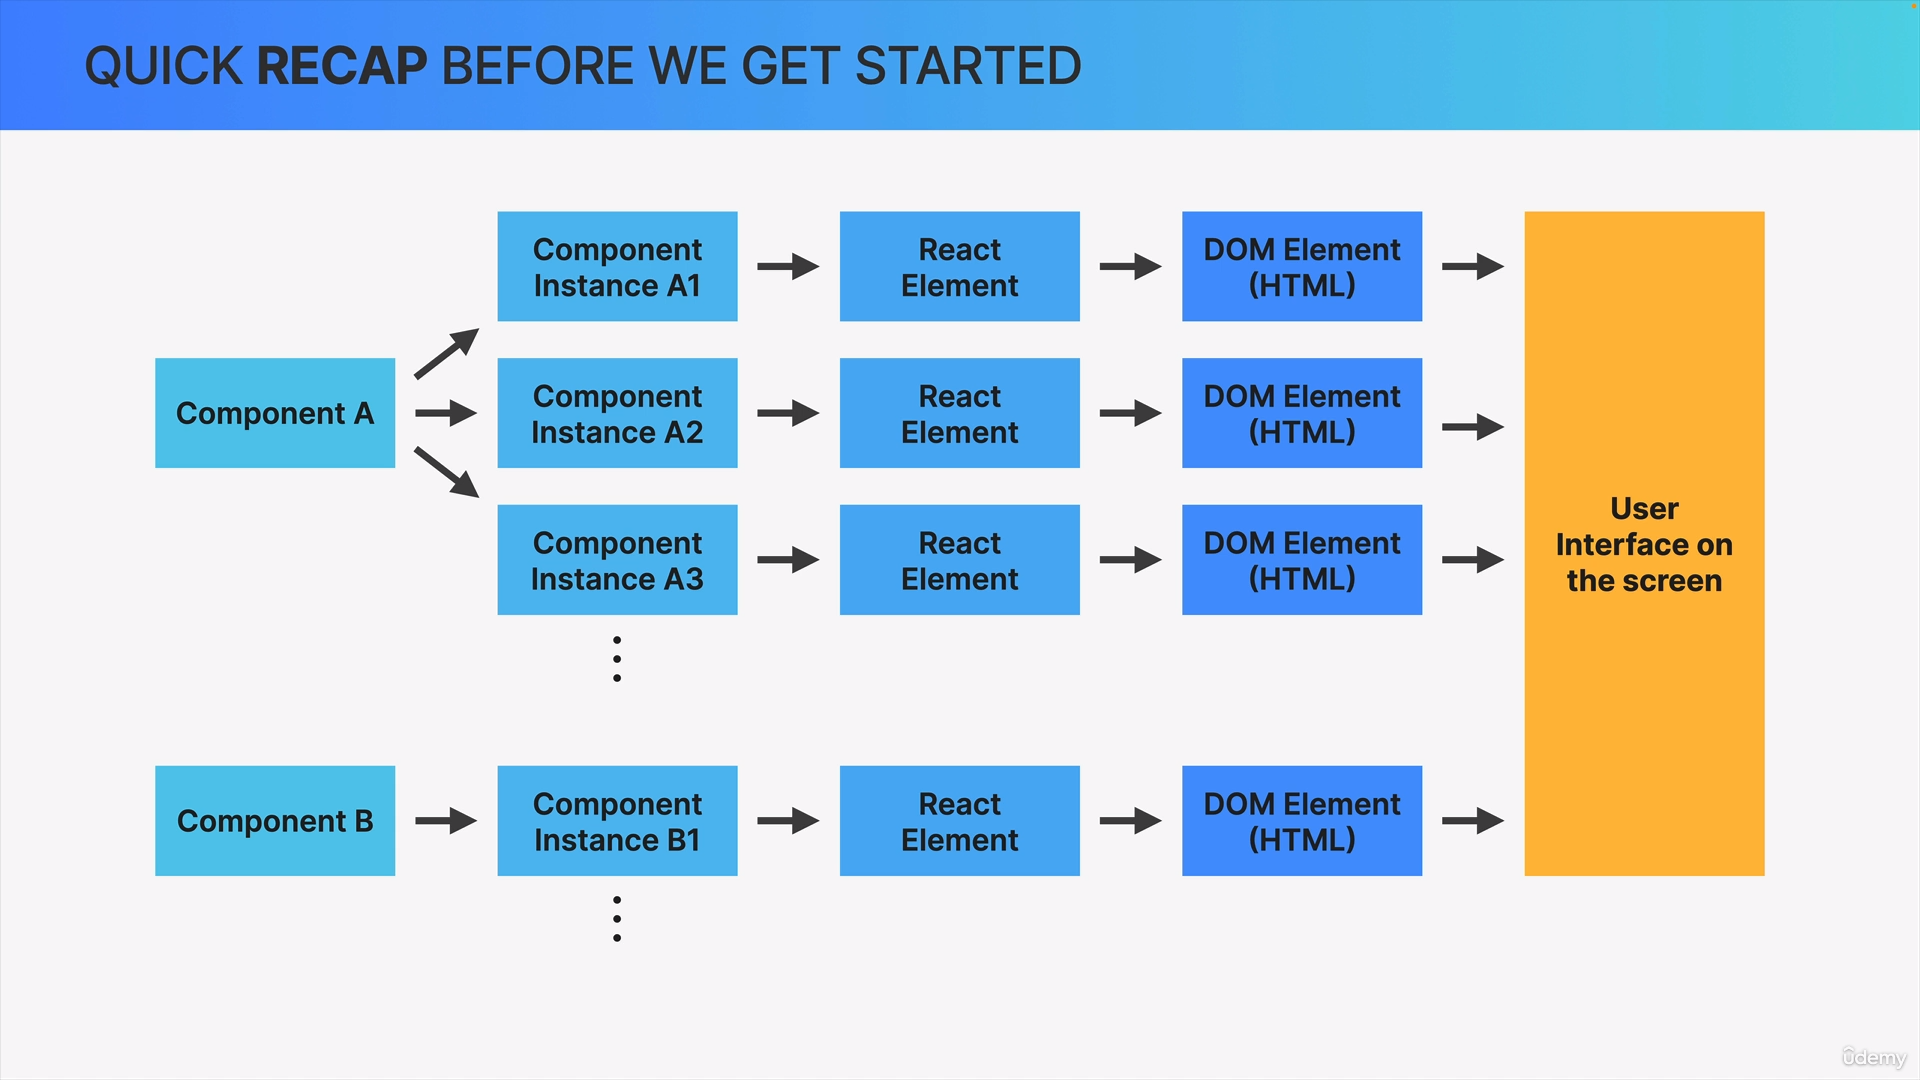 QUICK RECAP BEFORE WE GET STARTED
Component
Instance A1
React
Element
DOM Element
(HTML)
Component A
Component
Instance A2
React
Element
DOM Element
(HTML)
Component
Instance A3
React
Element
DOM Element
(HTML)
User
Interface on
the screen
Component B
Component
Instance B1
React
Element
DOM Element
(HTML)
ûdemy